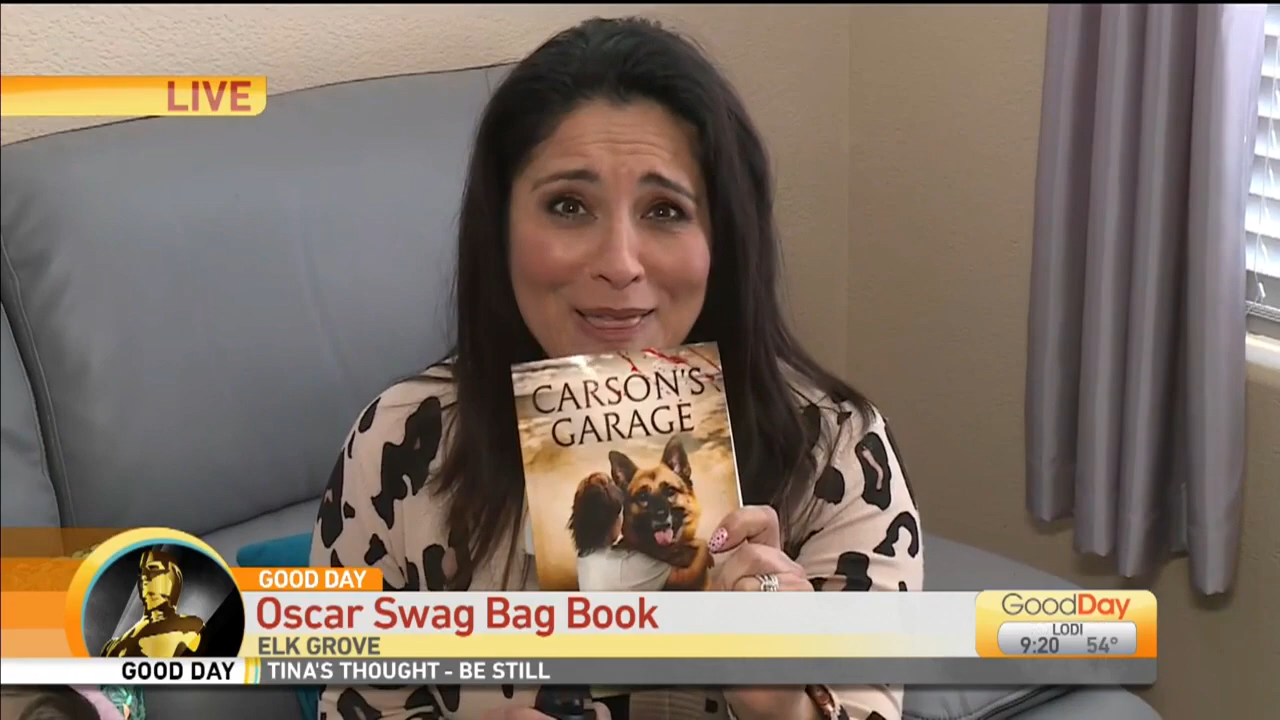 LIVE
CARSON'S
GARAGE
GOOD DAY
Oscar Swag Bag Book
ELK GROVE
GoodDay
LODI
9:20 54°
GOOD DAY
TINA'S THOUGHT - BE STILL